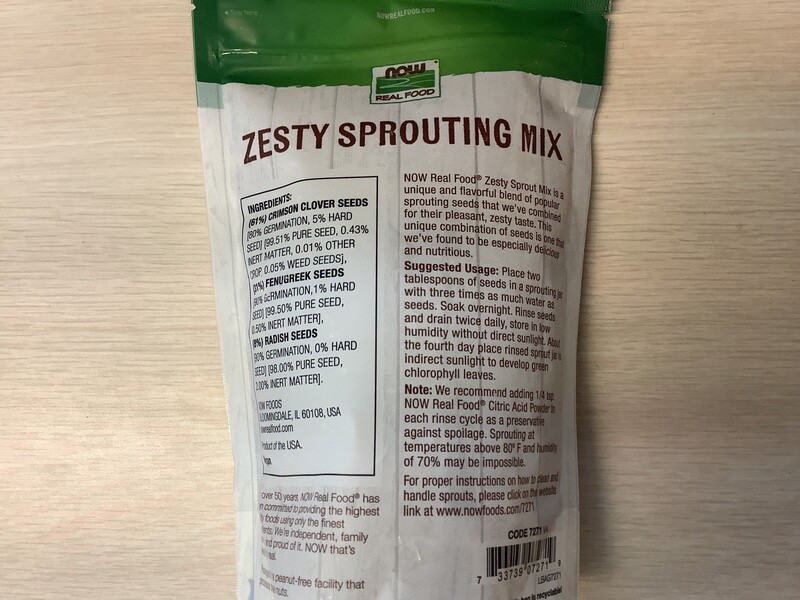 NOWREALFOOD.COM
now
REAL FOOD
ZESTY SPROUTING MIX
INGREDIENTS:
(61%) CRIMSON CLOVER SEEDS
[80% GERMINATION, 5% HARD
SEED] [99.51% PURE SEED, 0.43%
INERT MATTER, 0.01% OTHER
CROP, 0.05% WEED SEEDS],
FENUGREEK SEEDS
[90% GERMINATION, 1% HARD
SEED] [99.50% PURE SEED,
0.50% INERT MATTER],
(8%) RADISH SEEDS
[90% GERMINATION, 0% HARD
SEED] [98.00% PURE SEED,
2.00% INERT MATTER].
NOW FOODS
BLOOMINGDALE, IL 60108, USA
nowrealfood.com
Product of the USA.
over 50 years, NOW Real Food® has
committed to providing the highest
foods using only the finest
We're independent, family
and proud of it. NOW that's
peanut-free facility that
nuts.
NOW Real Food® Zesty Sprout Mix is a
unique and flavorful blend of popular
sprouting seeds that we've combined
for their pleasant, zesty taste. This
unique combination of seeds is one that
we've found to be especially delicious
and nutritious.
Suggested Usage: Place two
tablespoons of seeds in a sprouting jar
with three times as much water as
seeds. Soak overnight. Rinse seeds
and drain twice daily, store in low
humidity without direct sunlight. About
the fourth day place rinsed sprout jar in
indirect sunlight to develop green
chlorophyll leaves.
Note: We recommend adding 1/4 tsp.
NOW Real Food® Citric Acid Powder to
each rinse cycle as a preservative
against spoilage. Sprouting at
temperatures above 80º F and humidity
of 70% may be impossible.
For proper instructions on how to clean and
handle sprouts, please click on the website
link at www.nowfoods.com/7271
CODE 7271 V4
7 33739 07271 9
LBAG7271
bag is recyclable!